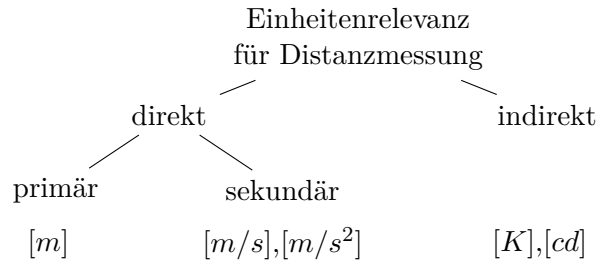 Einheitenrelevanz
für Distanzmessung
direkt
indirekt
primär
sekundär
[m]
[m/s],[m/s²]
[K],[cd]